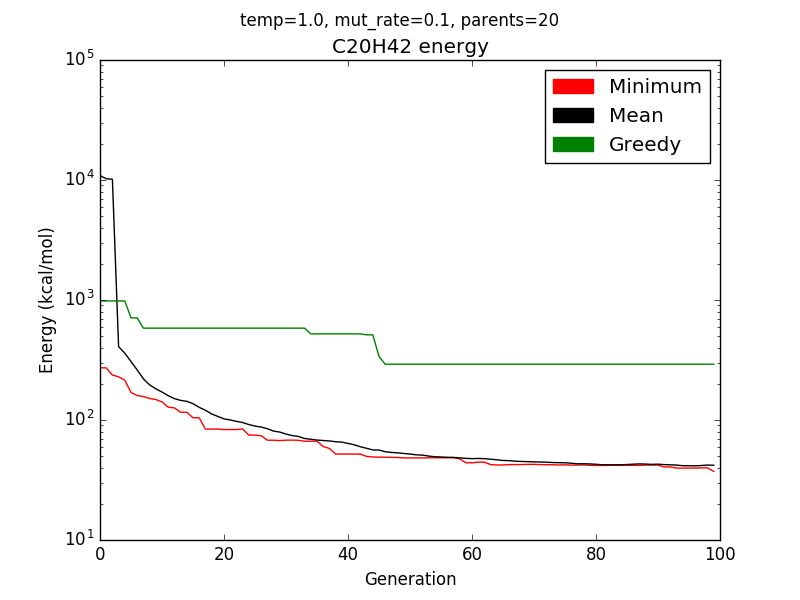 temp=1.0, mut_rate=0.1, parents=20
C20H42 energy
10^5
10^4
10^3
10^2
10^1
Energy (kcal/mol)
Minimum
Mean
Greedy
0 20 40 60 80 100
Generation